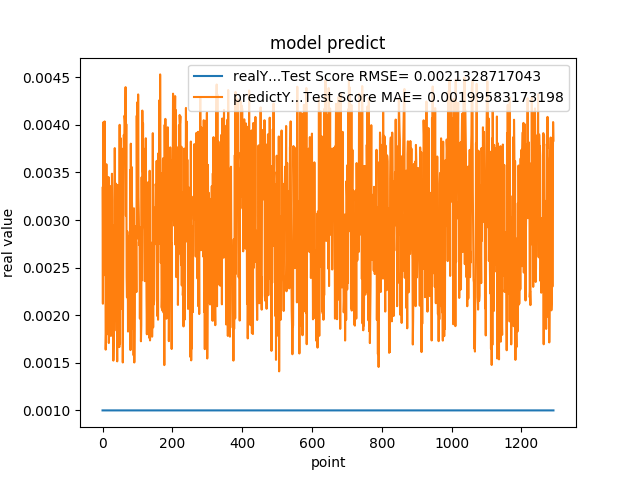 model predict
realY...Test Score RMSE= 0.0021328717043
predictY...Test Score MAE= 0.00199583173198
real value
0.0045
0.0040
0.0035
0.0030
0.0025
0.0020
0.0015
0.0010
0 200 400 600 800 1000 1200
point